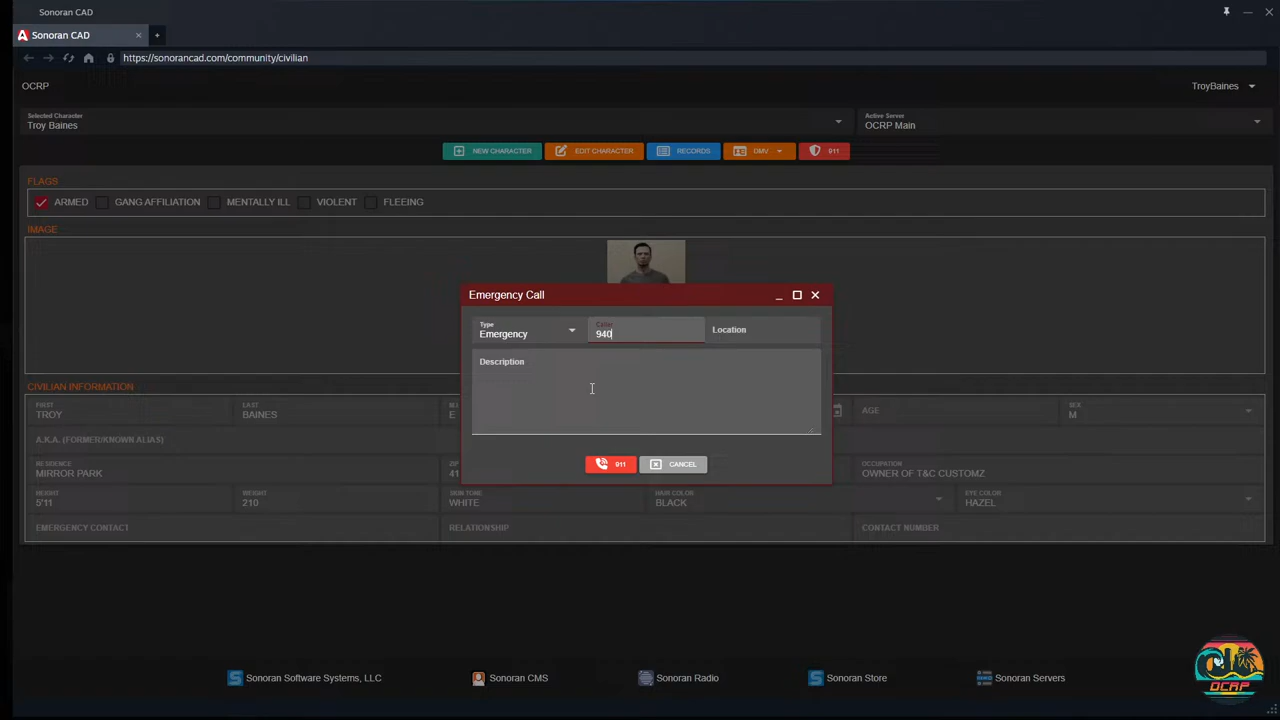 Sonoran CAD
Sonoran CAD
https://sonorancad.com/community/civilian
OCRP
TroyBaines
Selected Character
Troy Baines
Active Server
OCRP Main
NEW CHARACTER
EDIT CHARACTER
RECORDS
DMV
911
FLAGS
ARMED
GANG AFFILIATION
MENTALLY ILL
VIOLENT
FLEEING
IMAGE
Emergency Call
Type
Emergency
Caller
940
Location
Description
911
CANCEL
CIVILIAN INFORMATION
FIRST
TROY
LAST
BAINES
E
AGE
SEX
M
A.K.A. (FORMER/KNOWN ALIAS)
RESIDENCE
MIRROR PARK
ZIP
41
OCCUPATION
OWNER OF T&C CUSTOMZ
HEIGHT
5'11
WEIGHT
210
SKIN TONE
WHITE
HAIR COLOR
BLACK
EYE COLOR
HAZEL
EMERGENCY CONTACT
RELATIONSHIP
CONTACT NUMBER
Sonoran Software Systems, LLC
Sonoran CMS
Sonoran Radio
Sonoran Store
Sonoran Servers
OCRP